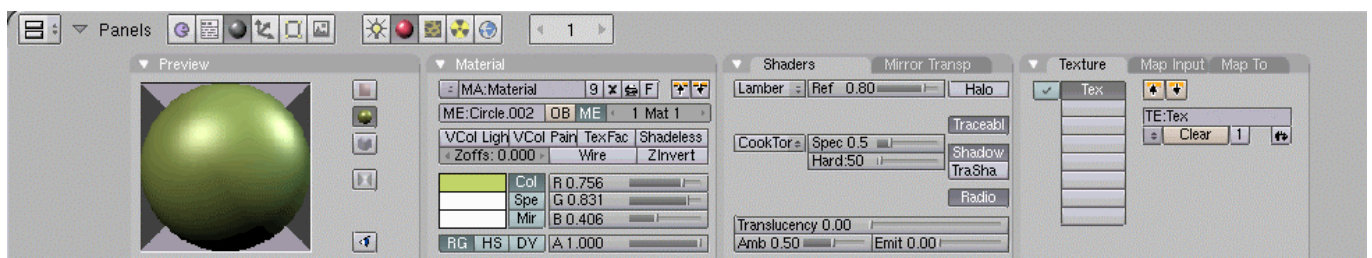 Panels
1
Preview
Material
MA:Material 9 F
ME:Circle.002 OB ME 1 Mat 1
VCol Ligh VCol Pain TexFac Shadeless
Zoffs: 0.000 Wire ZInvert
Col R 0.756
Spe G 0.831
Mir B 0.406
RG HS DV A 1.000
Shaders Mirror Transp
Lamber Ref 0.80 Halo
Traceabl
CookTor Spec 0.5 Shadow
Hard:50 TraSha
Radio
Translucency 0.00
Amb 0.50 Emit 0.00
Texture Map Input Map To
Tex
TE:Tex
Clear 1